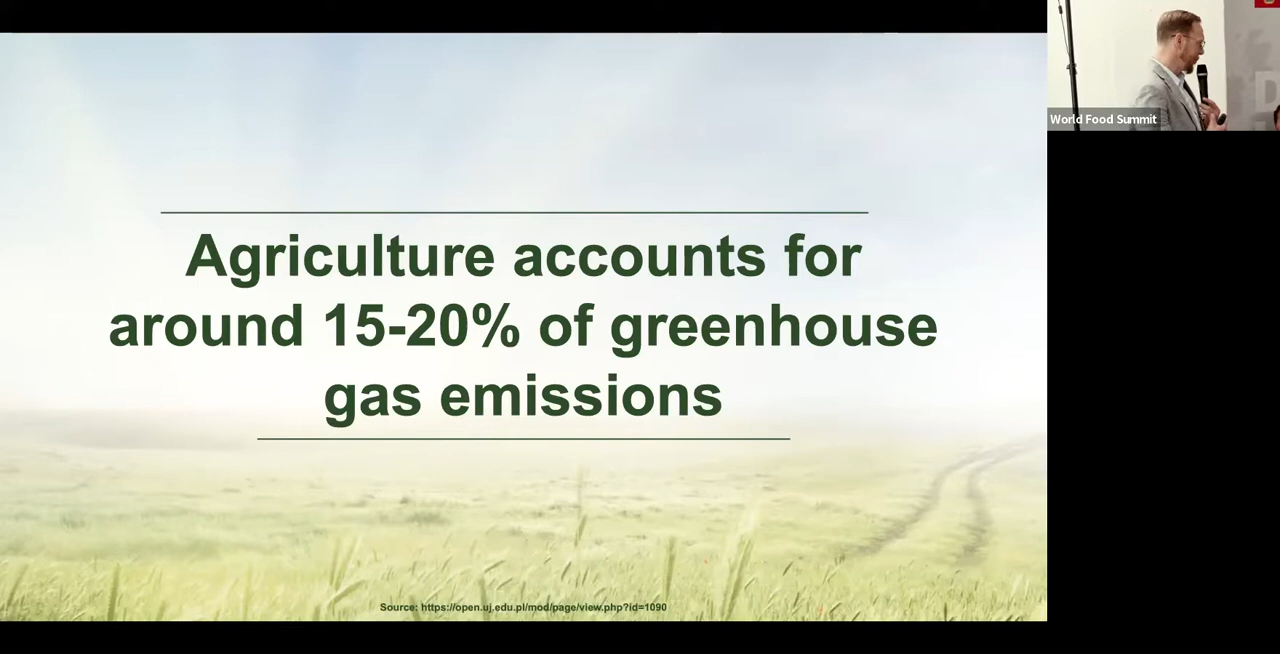 Agriculture accounts for
around 15-20% of greenhouse
gas emissions
Source: https://open.uj.edu.pl/mod/page/view.php?id=1090
World Food Summit